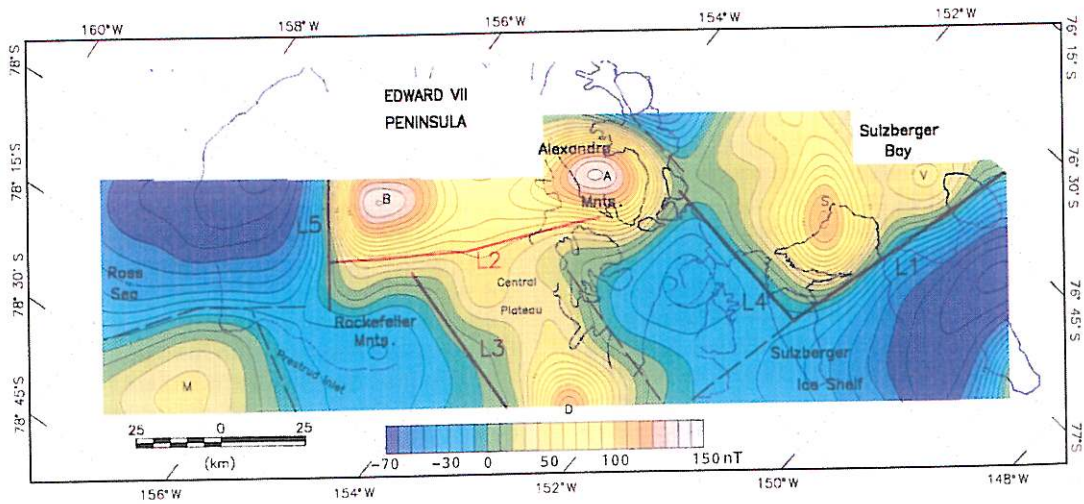 160°W
158°W
156°W
154°W
152°W
78°S
76° 15'S
EDWARD VII
PENINSULA
Sulzberger
Bay
Alexandra
Mnts.
78° 15'S
76° 30'S
A
B
V
S
L5
L2
L1
L4
L3
Ross
Sea
78° 30'S
Central
Plateau
76° 45'S
Rockefeller
Mnts.
Prestrud Inlet
Sulzberger
Ice Shelf
M
D
78° 45'S
77°S
25 0 25
(km)
-70 -30 0 50 100 150 nT
156°W
154°W
152°W
150°W
148°W